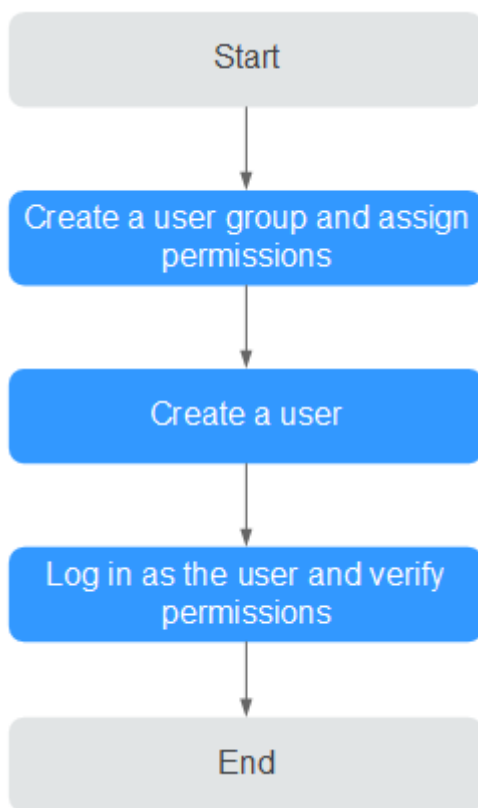 Start
Create a user group and assign
permissions
Create a user
Log in as the user and verify
permissions
End